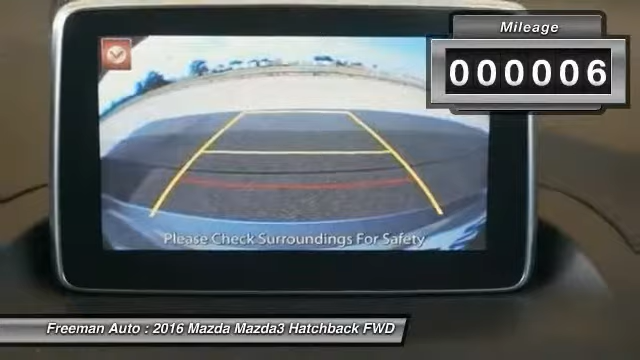 Mileage
000006
Please Check Surroundings For Safety
Freeman Auto : 2016 Mazda Mazda3 Hatchback FWD